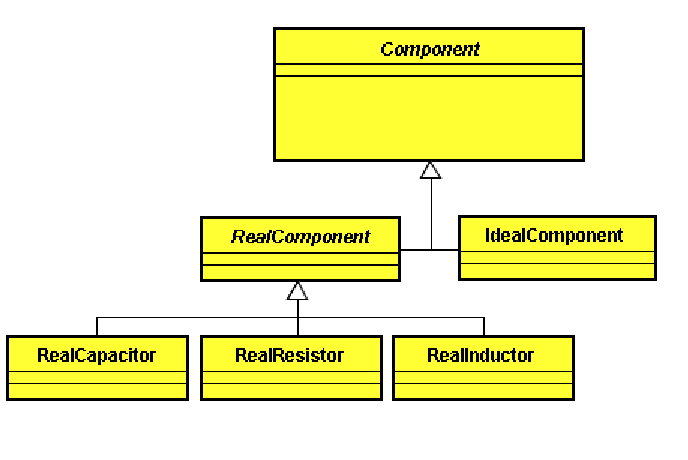 Component
RealComponent
IdealComponent
RealCapacitor
RealResistor
RealInductor